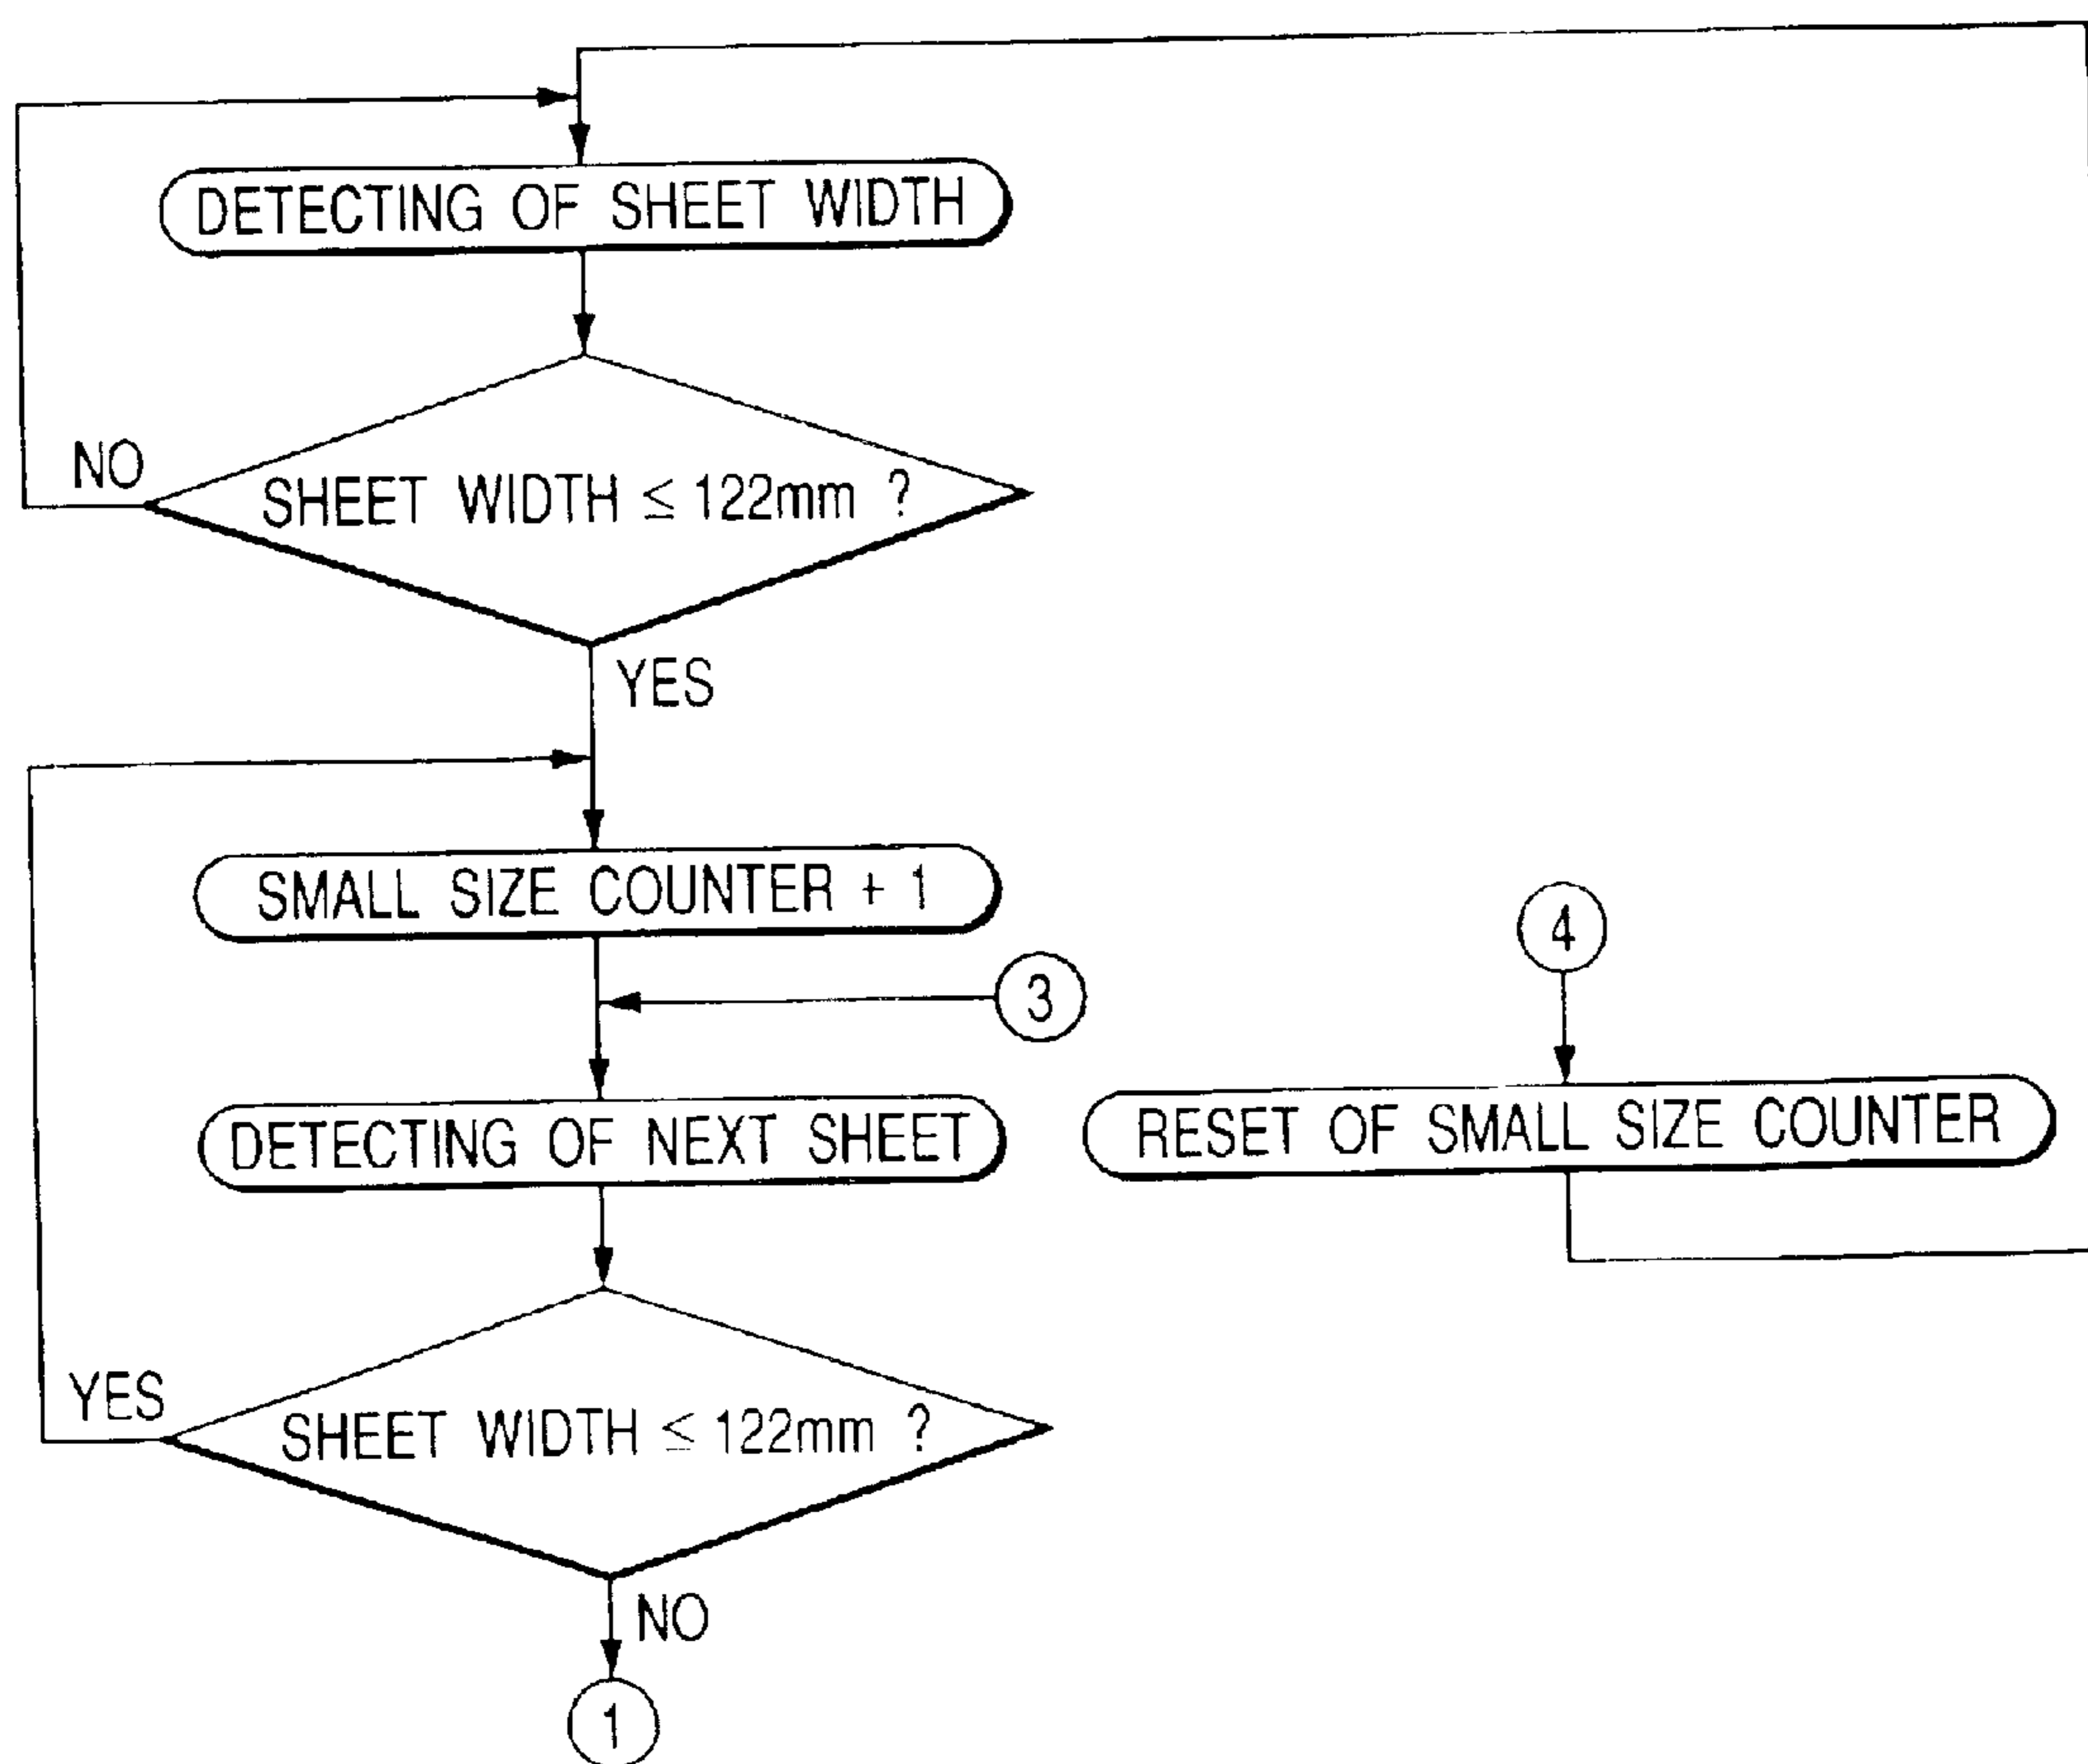 DETECTING OF SHEET WIDTH
NO
SHEET WIDTH ≤ 122mm ?
YES
SMALL SIZE COUNTER + 1
4
3
DETECTING OF NEXT SHEET
RESET OF SMALL SIZE COUNTER
YES
SHEET WIDTH ≤ 122mm ?
NO
1